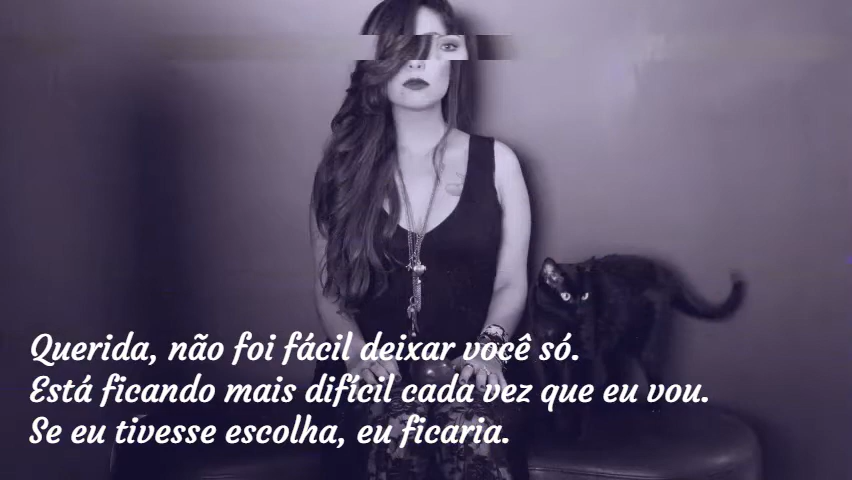 Querida, não foi fácil deixar você só.
Está ficando mais difícil cada vez que eu vou.
Se eu tivesse escolha, eu ficaria.